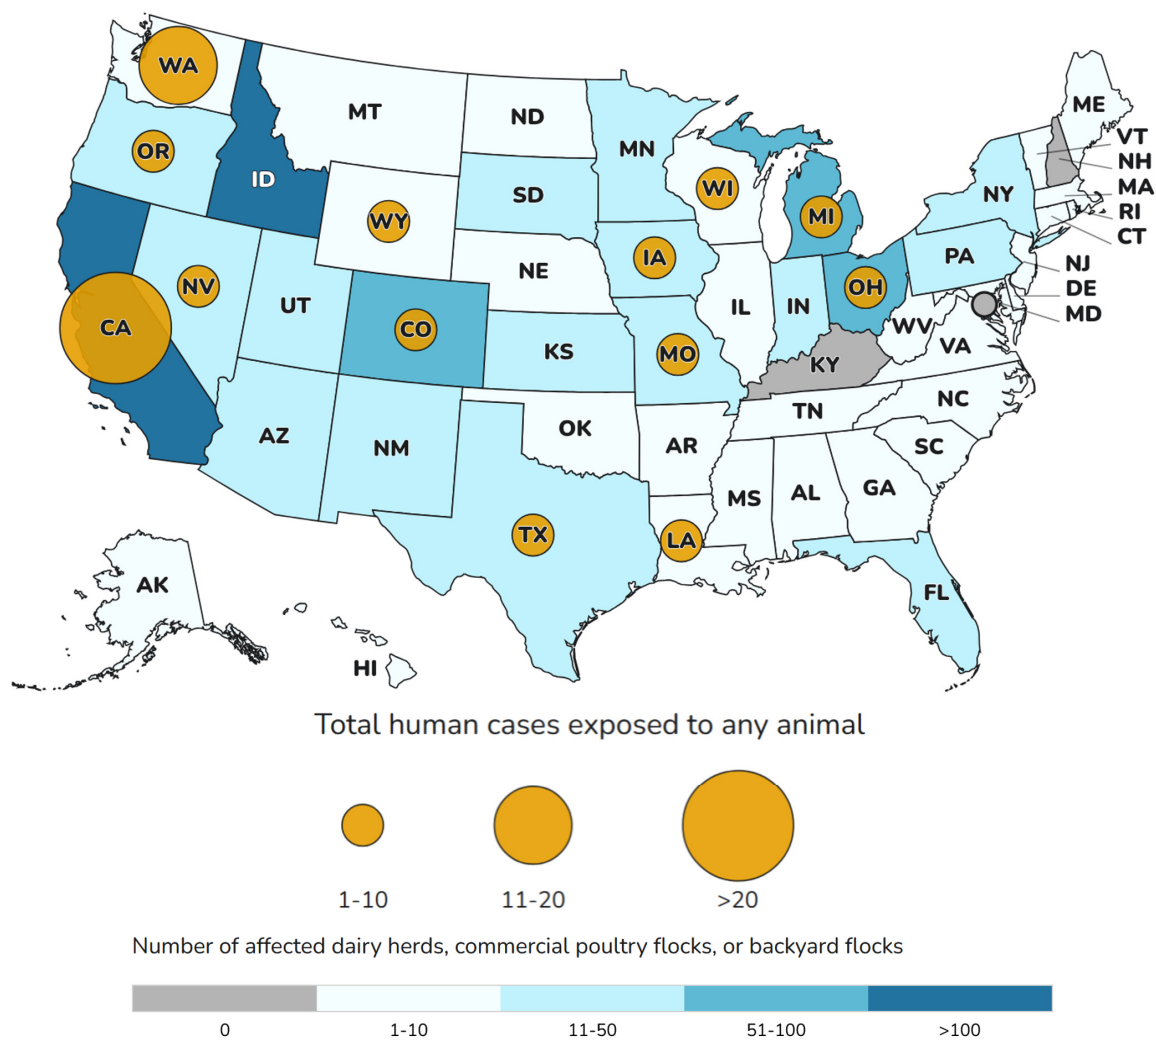 WA
MT
ND
MN
ME
OR
ID
SD
WI
MI
NY
VT
NH
MA
RI
CT
WY
IA
PA
NJ
DE
MD
NV
UT
NE
IL
IN
OH
WV
VA
CA
CO
KS
MO
KY
AZ
NM
OK
AR
TN
NC
SC
MS
AL
GA
TX
LA
FL
AK
HI
Total human cases exposed to any animal
1-10 11-20 >20
Number of affected dairy herds, commercial poultry flocks, or backyard flocks
0 1-10 11-50 51-100 >100